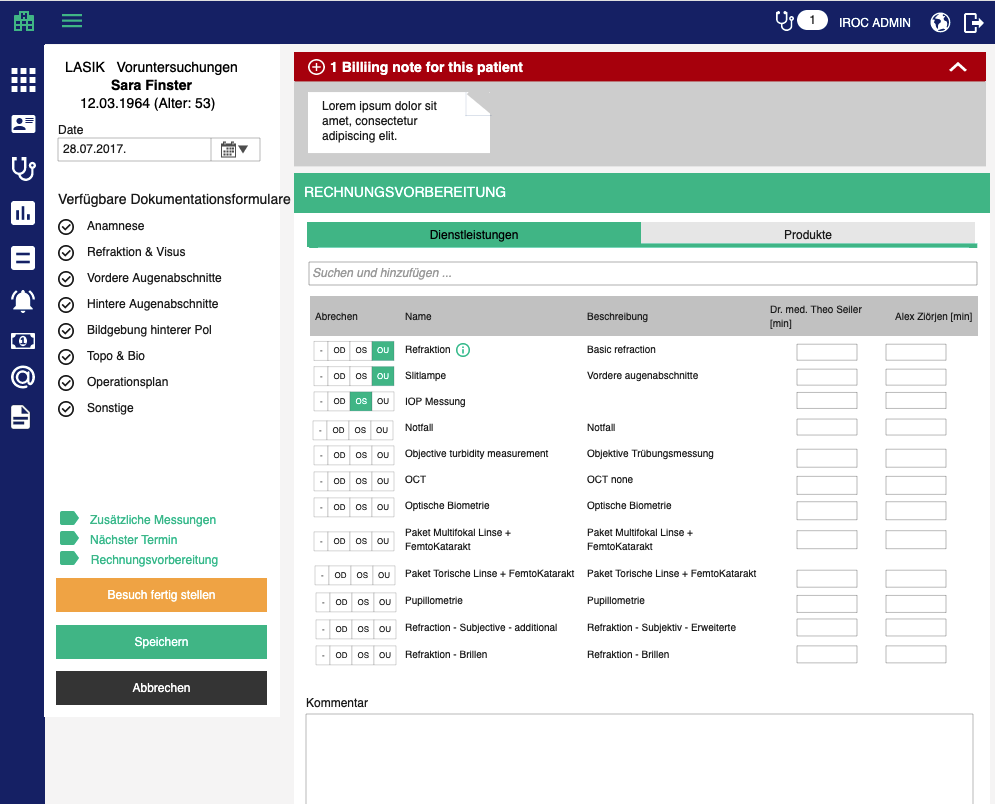 1 IROC ADMIN
LASIK Voruntersuchungen
Sara Finster
12.03.1964 (Alter: 53)
Date
28.07.2017.
Verfügbare Dokumentationsformulare
Anamnese
Refraktion & Visus
Vordere Augenabschnitte
Hintere Augenabschnitte
Bildgebung hinterer Pol
Topo & Bio
Operationsplan
Sonstige
Zusätzliche Messungen
Nächster Termin
Rechnungsvorbereitung
Besuch fertig stellen
Speichern
Abbrechen
1 Billiing note for this patient
Lorem ipsum dolor sit
amet, consectetur
adipiscing elit.
RECHNUNGSVORBEREITUNG
Dienstleistungen Produkte
Suchen und hinzufügen ...
Abrechen Name Beschreibung Dr. med. Theo Seiler [min] Alex Ziörjen [min]
- OD OS OU Refraktion Basic refraction
- OD OS OU Slitlampe Vordere augenabschnitte
- OD OS OU IOP Messung
- OD OS OU Notfall Notfall
- OD OS OU Objective turbidity measurement Objektive Trübungsmessung
- OD OS OU OCT OCT none
- OD OS OU Optische Biometrie Optische Biometrie
- OD OS OU Paket Multifokal Linse + FemtoKatarakt Paket Multifokal Linse + FemtoKatarakt
- OD OS OU Paket Torische Linse + FemtoKatarakt Paket Torische Linse + FemtoKatarakt
- OD OS OU Pupillometrie Pupillometrie
- OD OS OU Refraction - Subjective - additional Refraktion - Subjektiv - Erweiterte
- OD OS OU Refraktion - Brillen Refraktion - Brillen
Kommentar